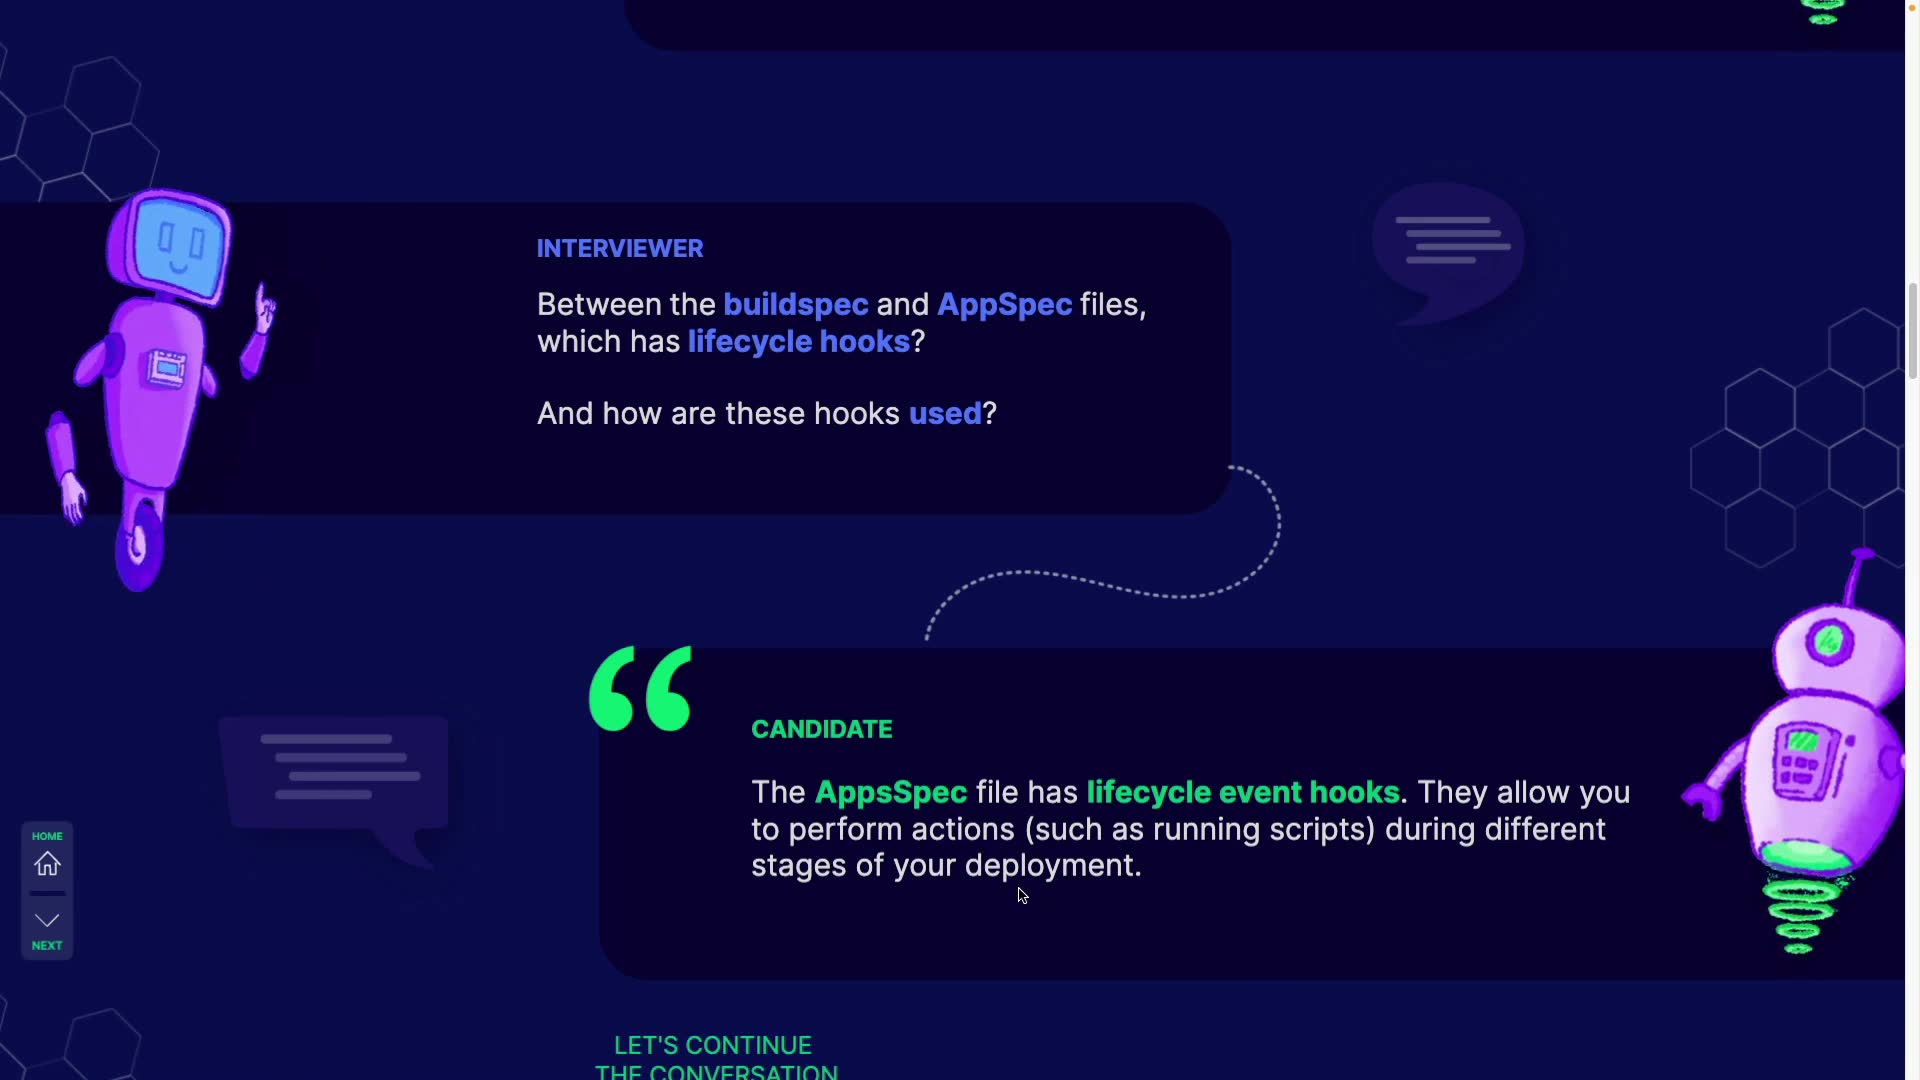 INTERVIEWER
Between the buildspec and AppSpec files,
which has lifecycle hooks?
And how are these hooks used?
CANDIDATE
The AppsSpec file has lifecycle event hooks. They allow you
to perform actions (such as running scripts) during different
stages of your deployment.
HOME
NEXT
LET'S CONTINUE
THE CONVERSATION